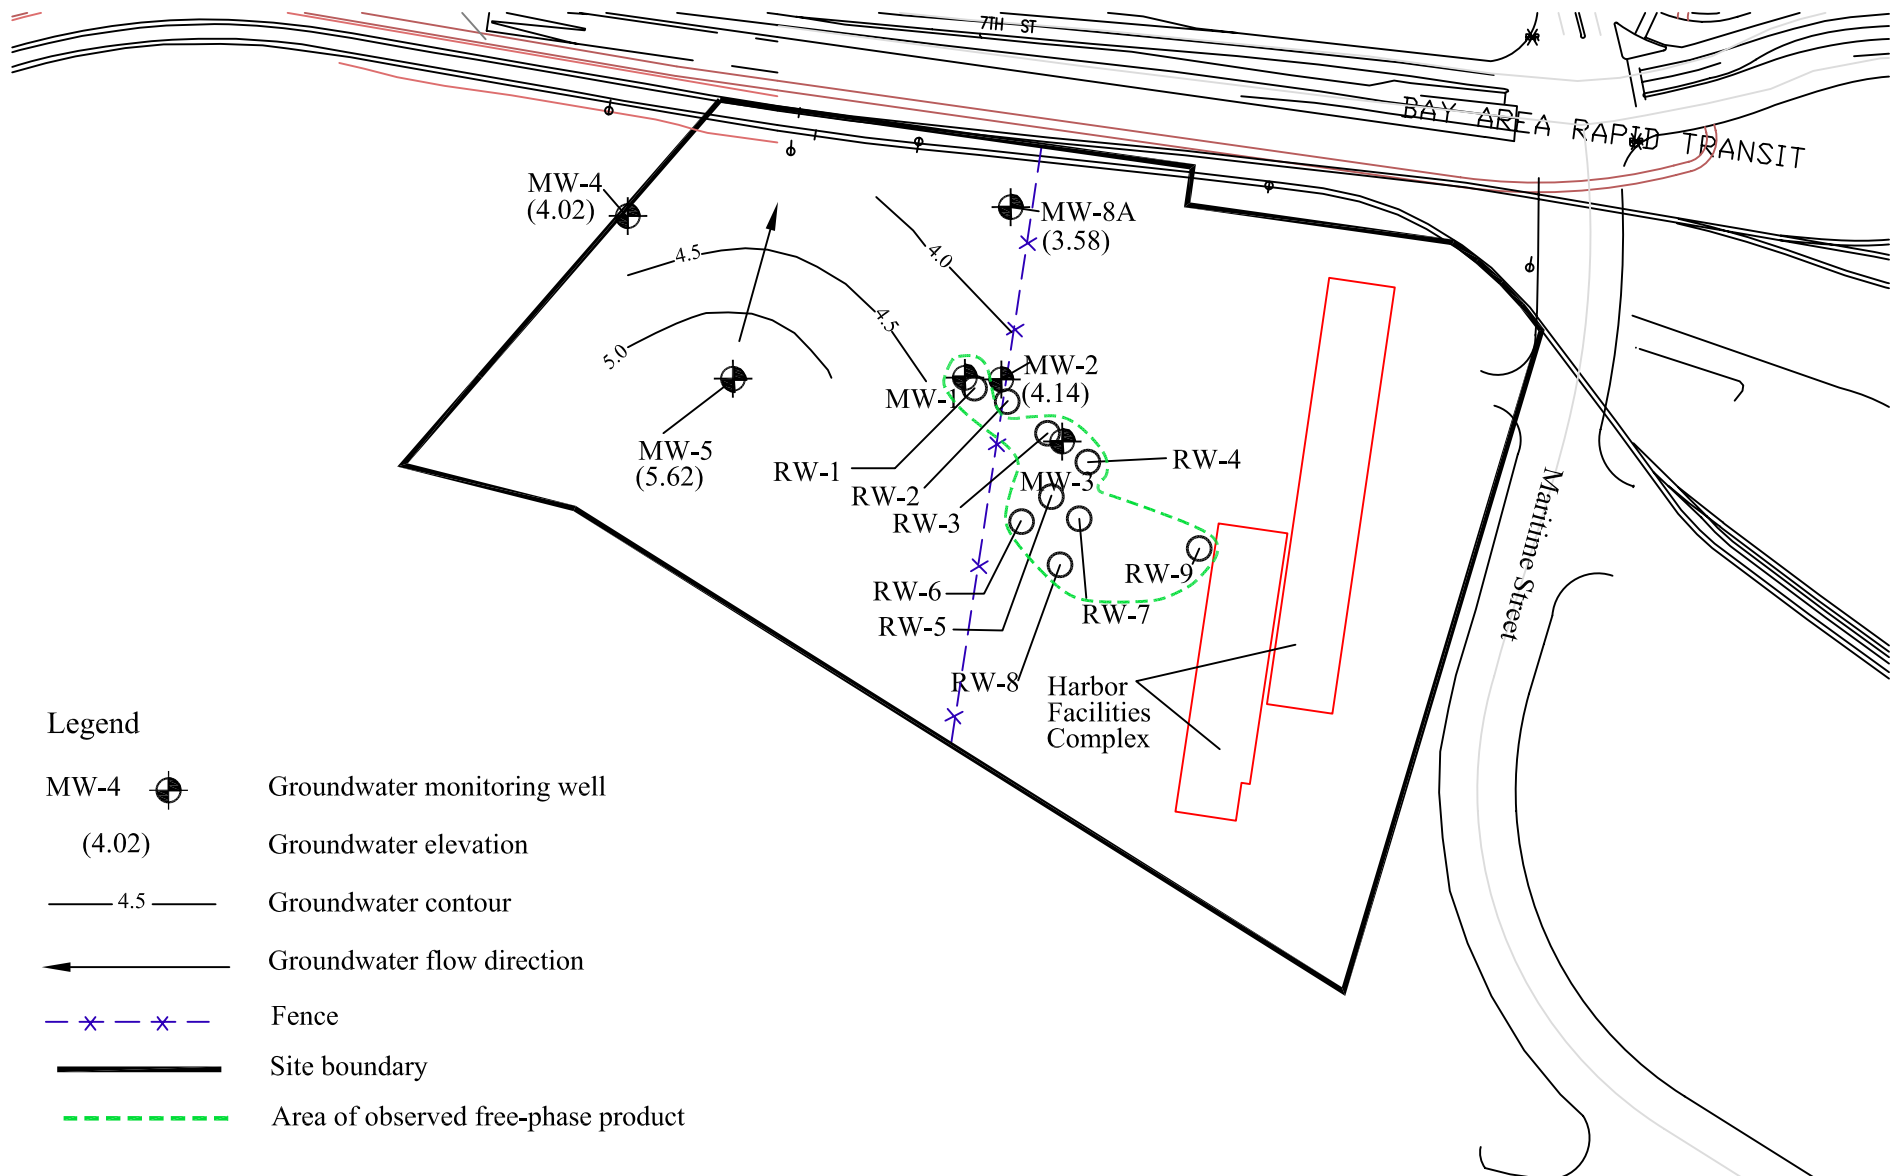 7TH ST
BAY AREA RAPID TRANSIT
MW-4
(4.02)
MW-8A
(3.58)
4.5
4.0
4.5
5.0
MW-2
(4.14)
MW-1
MW-5
(5.62)
RW-1
RW-2
RW-3
MW-3
RW-4
RW-9
RW-6
RW-7
RW-5
RW-8
Harbor
Facilities
Complex
Maritime Street
Legend
MW-4 Groundwater monitoring well
(4.02) Groundwater elevation
4.5 Groundwater contour
Groundwater flow direction
Fence
Site boundary
Area of observed free-phase product